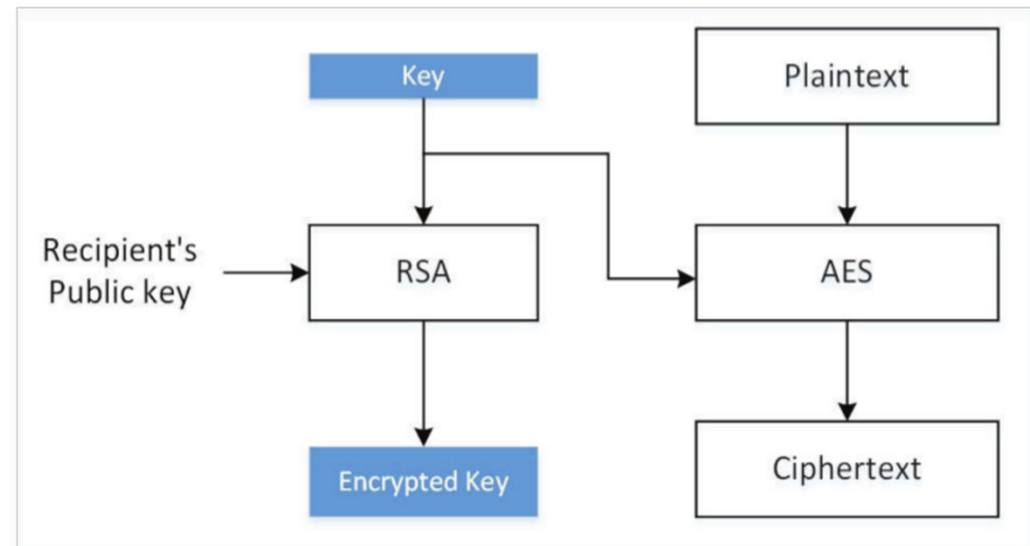 Key
Plaintext
Recipient's
Public key
RSA
AES
Encrypted Key
Ciphertext